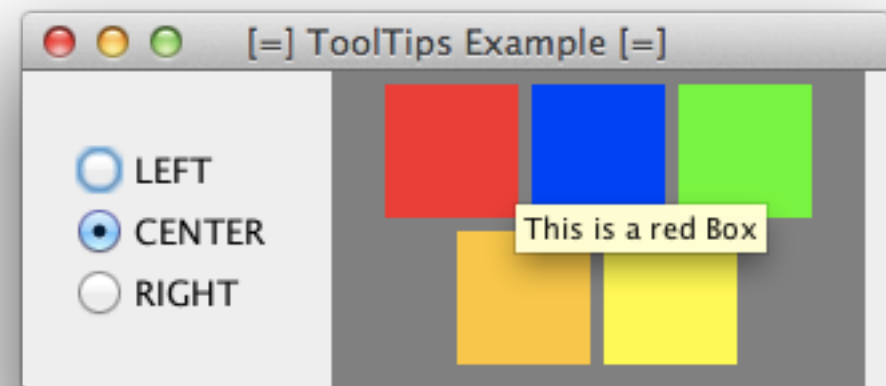 [=] ToolTips Example [=]
LEFT
CENTER
RIGHT
This is a red Box